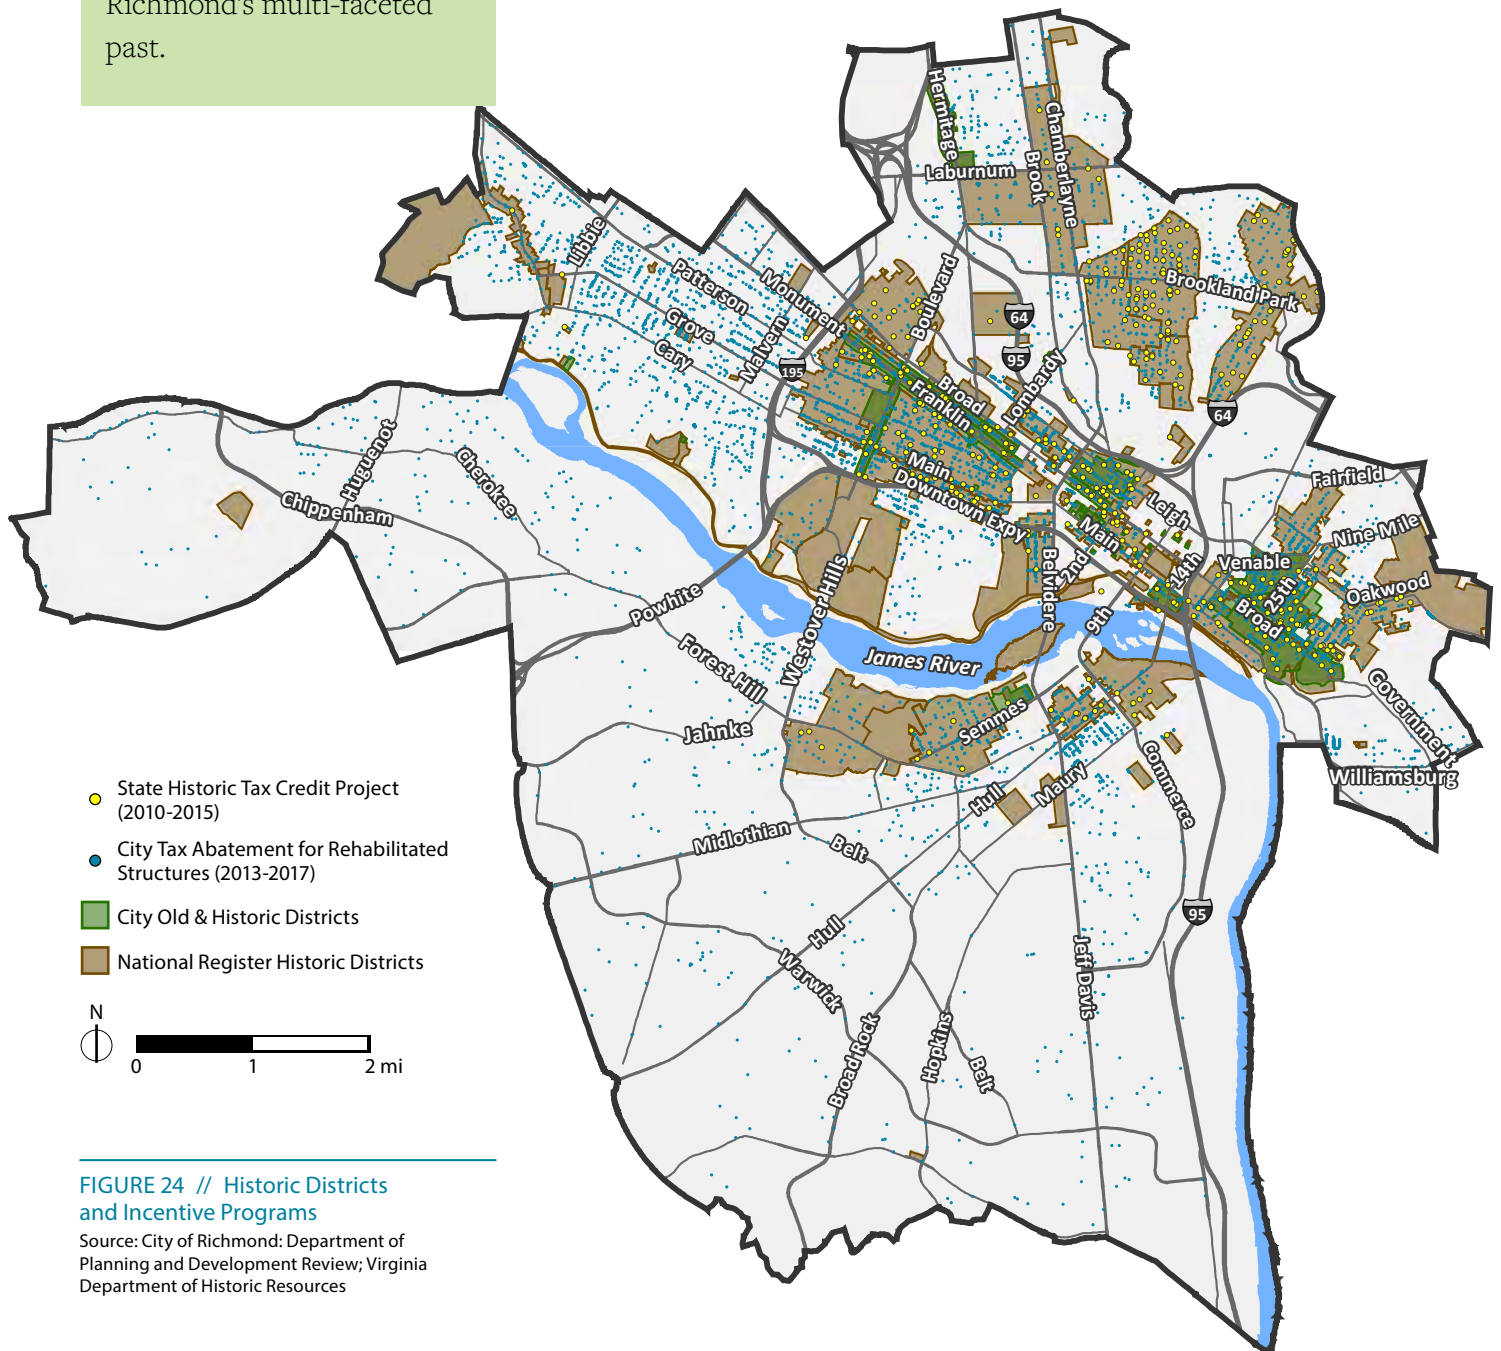 Richmond's multi-faceted
past.
Hermitage
Chamberlayne
Brook
Laburnum
Libbie
Patterson
Monument
Boulevard
Brookland Park
Grove
Malvern
Cary
64
95
195
Lombardy
Broad
Franklin
64
Huguenot
Cherokee
Chippenham
Main
Downtown Expy
Leigh
Main
Fairfield
Nine Mile
Venable
Oakwood
25th
Broad
14th
2nd
Belvidere
9th
Powhite
Westover Hills
James River
Forest Hill
Semmes
Jahnke
Government
Williamsburg
Commerce
Maury
Hull
Midlothian
Belt
Hull
Warwick
95
Jeff Davis
Broad Rock
Hopkins
Belt
State Historic Tax Credit Project
(2010-2015)
City Tax Abatement for Rehabilitated
Structures (2013-2017)
City Old & Historic Districts
National Register Historic Districts
N
0 1 2 mi
FIGURE 24 // Historic Districts
and Incentive Programs
Source: City of Richmond: Department of
Planning and Development Review; Virginia
Department of Historic Resources